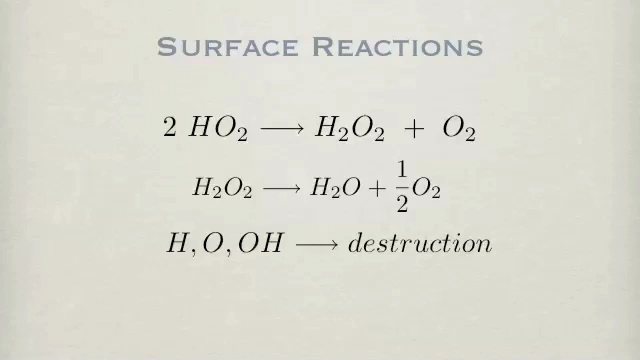 SURFACE REACTIONS
2 HO₂ ⟶ H₂O₂ + O₂
H₂O₂ ⟶ H₂O + 1/2 O₂
H, O, OH ⟶ destruction